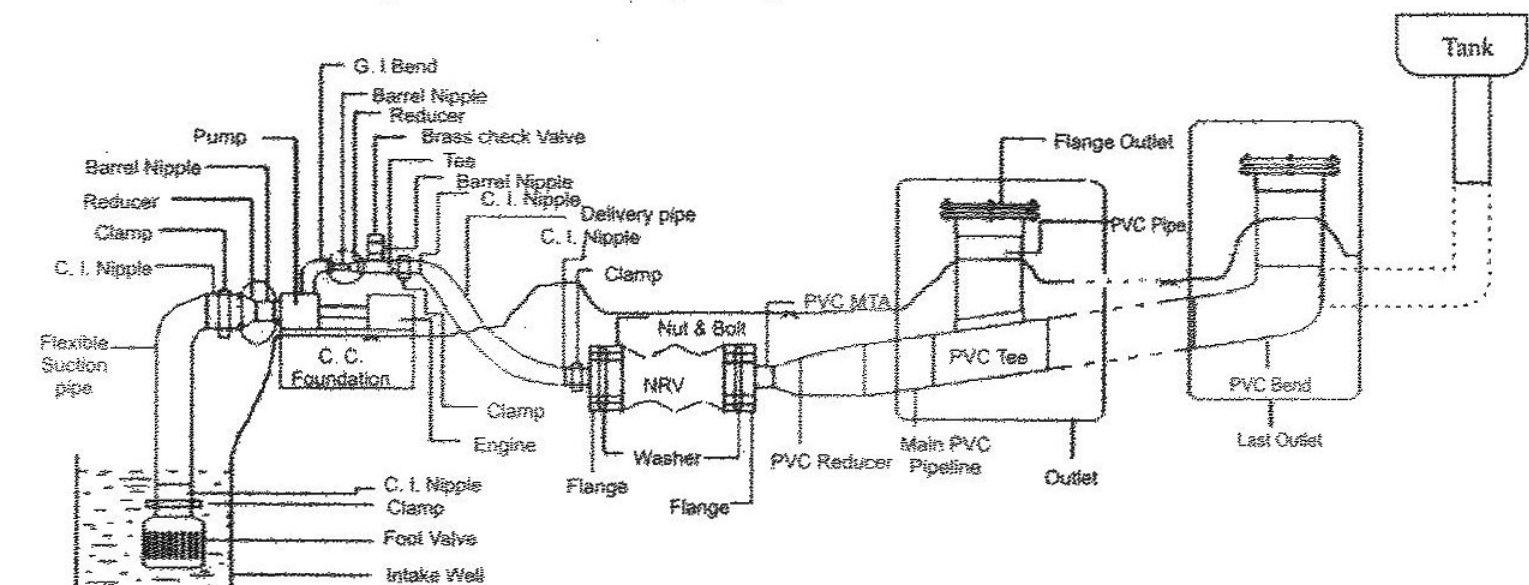 Tank
G. I Bend
Barrel Nipple
Reducer
Pump
Brass check Valve
Flange Outlet
Tee
Barrel Nipple
Barrel Nipple
C. I. Nipple
Reducer
Delivery pipe
PVC Pipe
Clamp
C. I. Nipple
C. I. Nipple
Clamp
PVC MTA
Nut & Bolt
Flexible
Suction
pipe
C. C.
Foundation
NRV
PVC Tee
PVC Bend
Clamp
Engine
Washer
PVC Reducer
Main PVC
Pipeline
Last Outlet
Outlet
Flange
Flange
C. I. Nipple
Clamp
Foot Valve
Intake Well